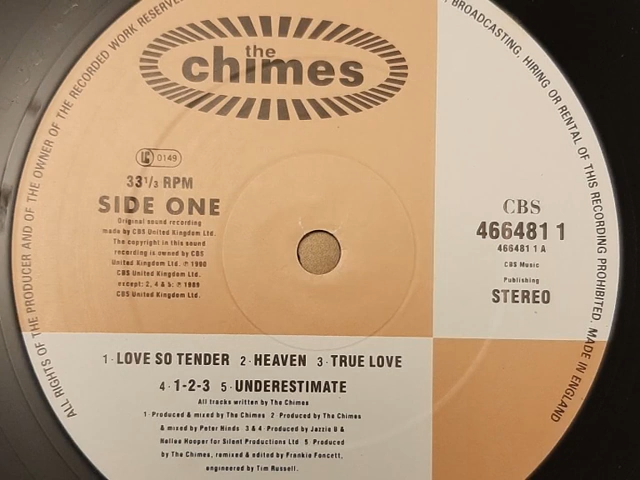 ALL RIGHTS OF THE PRODUCER AND OF THE OWNER OF THE RECORDED WORK RESERVED.
BROADCASTING, HIRING OR RENTAL OF THIS RECORDING PROHIBITED. MADE IN ENGLAND
the
chimes
LC 0149
33 1/3 RPM
SIDE ONE
Original sound recording
made by CBS United Kingdom Ltd.
The copyright in this sound
recording is owned by CBS
United Kingdom Ltd. ℗ 1990
CBS United Kingdom Ltd.
except: 2, 4 & 5: ℗ 1989
CBS United Kingdom Ltd.
CBS
466481 1
466481 1 A
CBS Music
Publishing
STEREO
1 · LOVE SO TENDER 2 · HEAVEN 3 · TRUE LOVE
4 · 1-2-3 5 · UNDERESTIMATE
All tracks written by The Chimes
1 · Produced & mixed by The Chimes 2 Produced by The Chimes
& mixed by Peter Hinds 3 & 4 · Produced by Jazzie B &
Nellee Hooper for Silent Productions Ltd 5 Produced
by The Chimes, remixed & edited by Frankie Foncett,
engineered by Tim Russell.